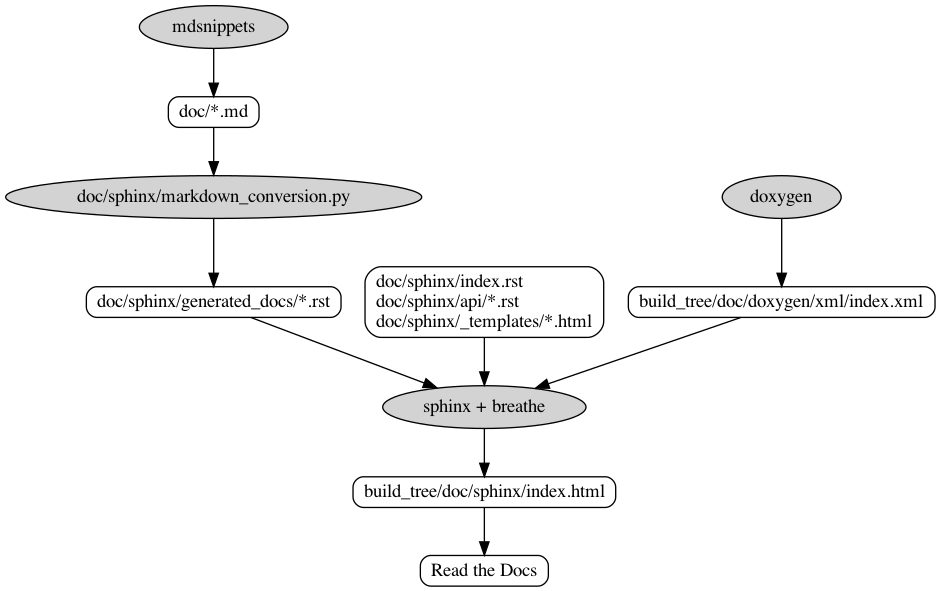 mdsnippets
doc/*.md
doc/sphinx/markdown_conversion.py
doxygen
doc/sphinx/generated_docs/*.rst
doc/sphinx/index.rst
doc/sphinx/api/*.rst
doc/sphinx/_templates/*.html
build_tree/doc/doxygen/xml/index.xml
sphinx + breathe
build_tree/doc/sphinx/index.html
Read the Docs